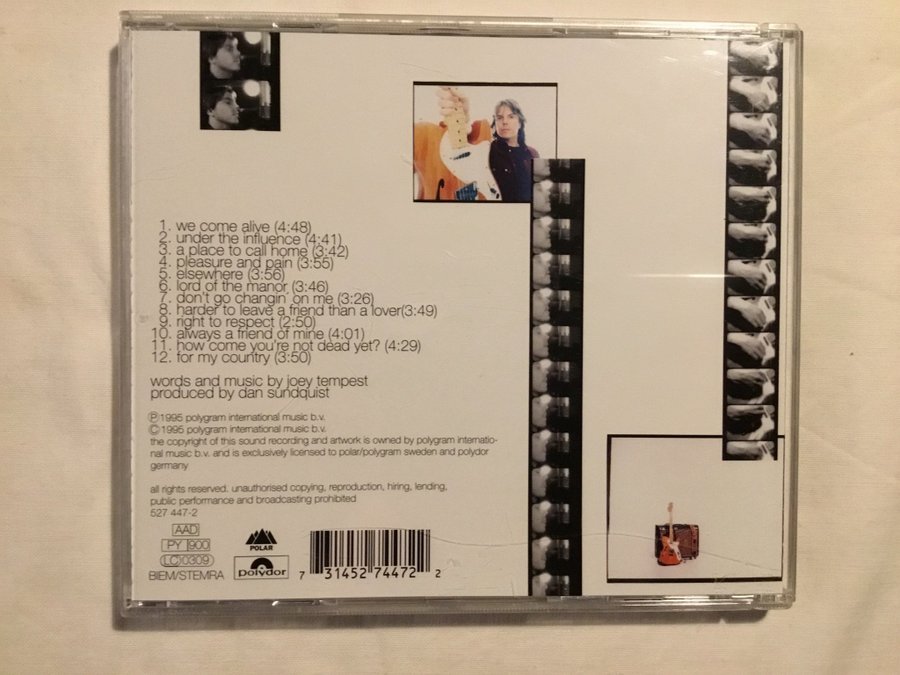 1. we come alive (4:48)
2. under the influence (4:41)
3. a place to call home (3:42)
4. pleasure and pain (3:55)
5. elsewhere (3:56)
6. lord of the manor (3:46)
7. don't go changin' on me (3:26)
8. harder to leave a friend than a lover(3:49)
9. right to respect (2:50)
10. always a friend of mine (4:01)
11. how come you're not dead yet? (4:29)
12. for my country (3:50)
words and music by joey tempest
produced by dan sundquist
Ⓟ1995 polygram international music b.v.
©1995 polygram international music b.v.
the copyright of this sound recording and artwork is owned by polygram internatio-
nal music b.v. and is exclusively licensed to polar/polygram sweden and polydor
germany
all rights reserved. unauthorised copying, reproduction, hiring, lending,
public performance and broadcasting prohibited
527 447-2
AAD
PY 900
LC 0309
BIEM/STEMRA
POLAR
polydor
7 31452 74472 2